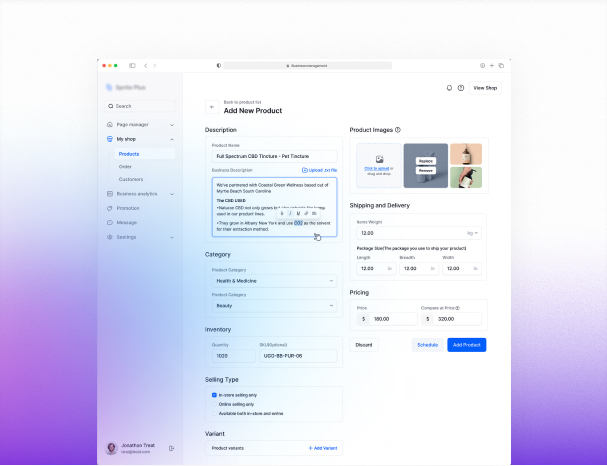 businessmanagement
View Shop
Search
Page manager
My shop
Products
Order
Customers
Business analytics
Promotion
Message
Settings
Jonathan Treat
Back to product list
Add New Product
Description
Product Name
Full Spectrum CBD Tincture - Pet Tincture
Business Description
Upload .txt file
We've partnered with Coastal Green Wellness based out of
Myrtle Beach South Carolina
The CBD USED
•Natures CBD not only grows
used in our product lines.
•They grow in Albany New York and use CO2 as the solvent
for their extraction method.
Category
Product Category
Health & Medicine
Product Category
Beauty
Inventory
Quantity
SKU(Optional)
1020
UGG-BB-PUR-06
Selling Type
In-store selling only
Online selling only
Available both in-store and online
Variant
Product variants
+ Add Variant
Product Images
Click to upload or
drag and drop
Replace
Remove
Shipping and Delivery
Items Weight
12.00
kg
Package Size(The package you use to ship your product)
Length
Breadth
Width
12.00
in
12.00
in
12.00
in
Pricing
Price
Compare at Price
$
180.00
$
320.00
Discard
Schedule
Add Product